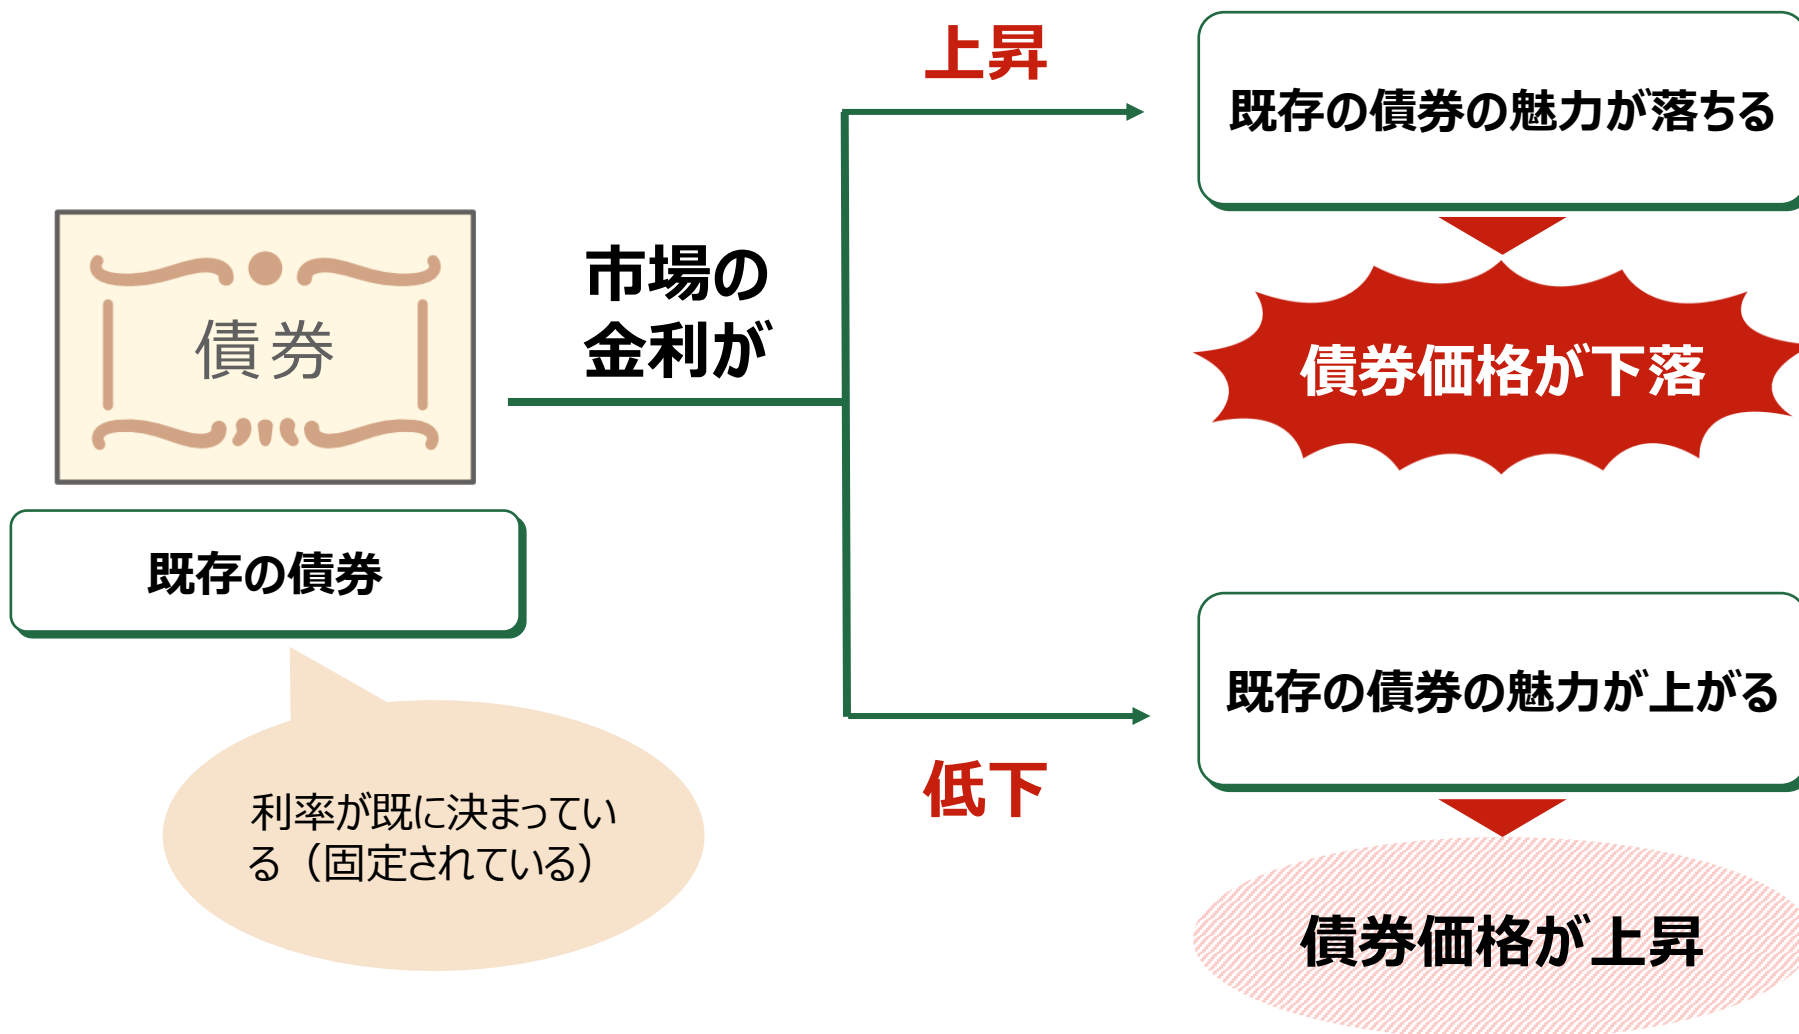 債券
既存の債券
利率が既に決まってい
る（固定されている）
市場の
金利が
上昇
既存の債券の魅力が落ちる
債券価格が下落
低下
既存の債券の魅力が上がる
債券価格が上昇